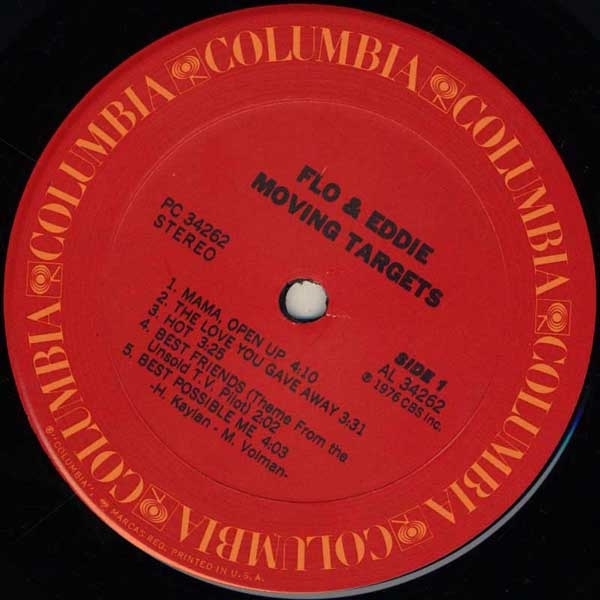 COLUMBIA COLUMBIA COLUMBIA COLUMBIA COLUMBIA COLUMBIA COLUMBIA COLUMBIA
FLO & EDDIE
MOVING TARGETS
PC 34262
STEREO
SIDE 1
AL 34262
℗ 1976 CBS Inc.
1. MAMA, OPEN UP 4:10
2. THE LOVE YOU GAVE AWAY 3:31
3. HOT 3:25
4. BEST FRIENDS (Theme From the
Unsold T.V. Pilot) 2:02
5. BEST POSSIBLE ME 4:03
-H. Kaylan - M. Volman-
®-"COLUMBIA", MARCAS REG. PRINTED IN U.S.A.